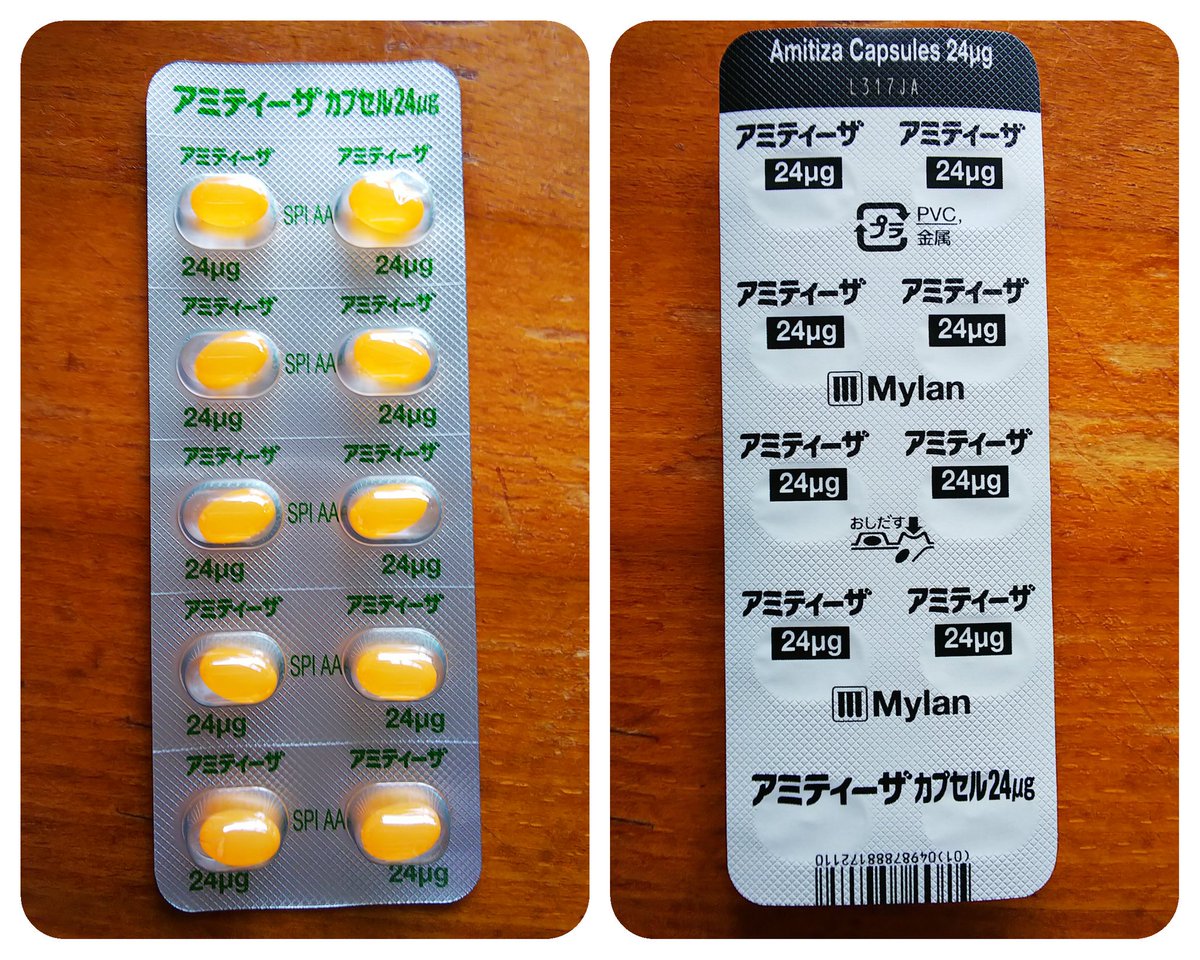 アミティーザ カプセル24μg
アミティーザ アミティーザ
SPI AA
24μg 24μg
アミティーザ アミティーザ
SPI AA
24μg 24μg
アミティーザ アミティーザ
SPI AA
24μg 24μg
アミティーザ アミティーザ
SPI AA
24μg 24μg
アミティーザ アミティーザ
SPI AA
24μg 24μg
Amitiza Capsules 24μg
L317JA
アミティーザ アミティーザ
24μg 24μg
プラ PVC,
金属
アミティーザ アミティーザ
24μg 24μg
Mylan
アミティーザ アミティーザ
24μg 24μg
おしだす
アミティーザ アミティーザ
24μg 24μg
Mylan
アミティーザ カプセル24μg
(01)04987888172110